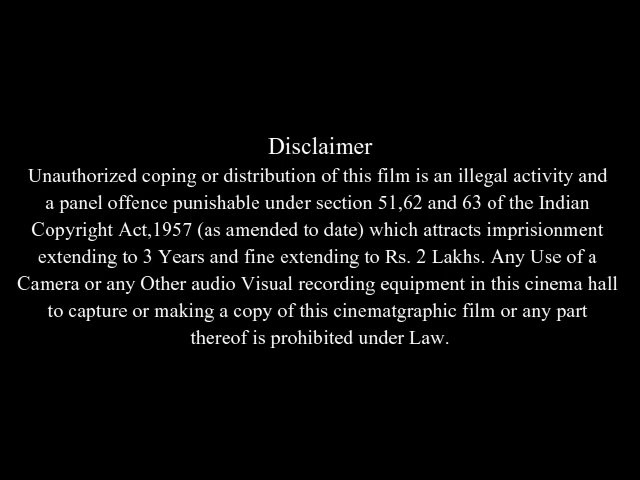 Disclaimer
Unauthorized coping or distribution of this film is an illegal activity and
a panel offence punishable under section 51,62 and 63 of the Indian
Copyright Act,1957 (as amended to date) which attracts imprisionment
extending to 3 Years and fine extending to Rs. 2 Lakhs. Any Use of a
Camera or any Other audio Visual recording equipment in this cinema hall
to capture or making a copy of this cinematgraphic film or any part
thereof is prohibited under Law.